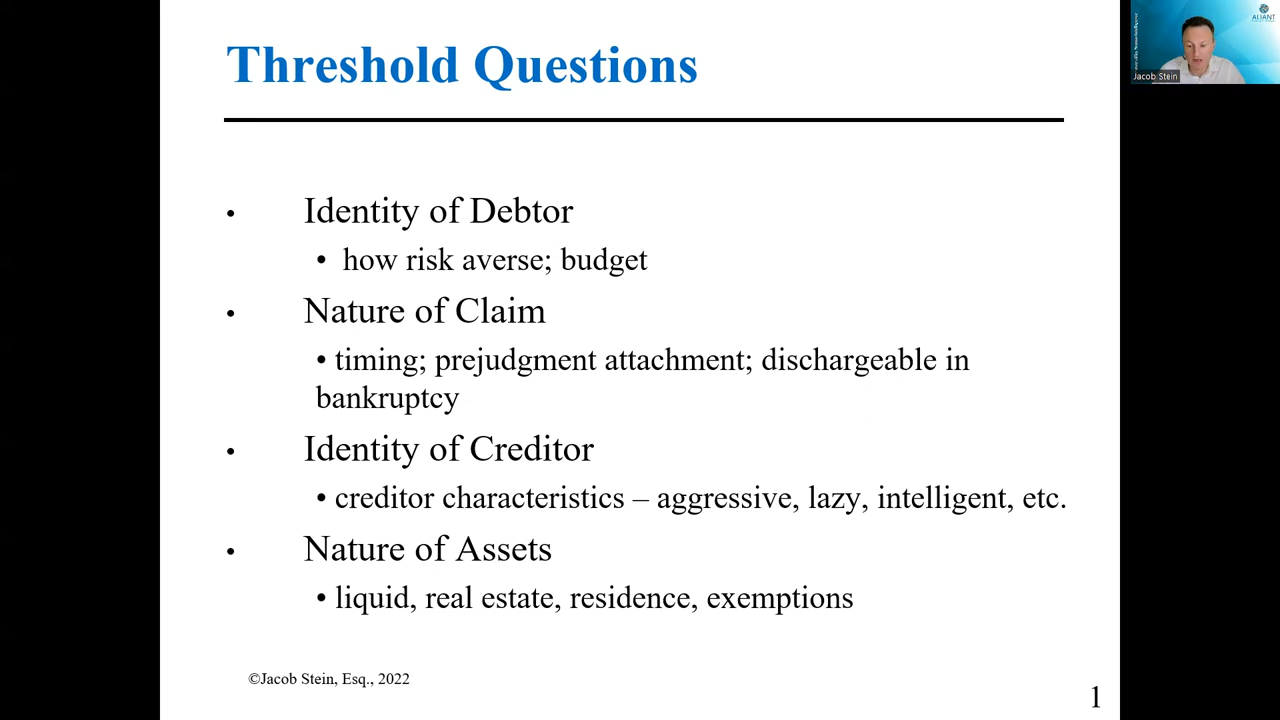 Threshold Questions
• Identity of Debtor
• how risk averse; budget
• Nature of Claim
• timing; prejudgment attachment; dischargeable in
bankruptcy
• Identity of Creditor
• creditor characteristics – aggressive, lazy, intelligent, etc.
• Nature of Assets
• liquid, real estate, residence, exemptions
©Jacob Stein, Esq., 2022
1
ALIANT
Jacob Stein